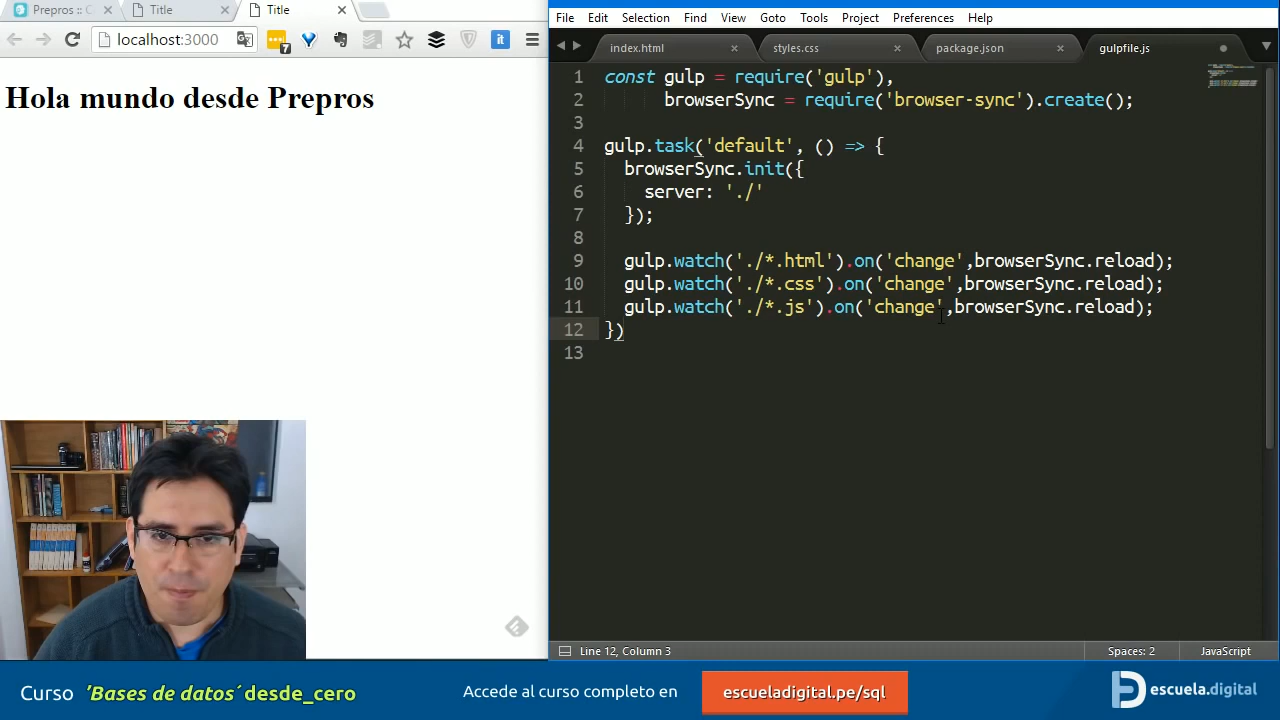 Prepros :: C
Title
Title
localhost:3000
7
it
Hola mundo desde Prepros
File Edit Selection Find View Goto Tools Project Preferences Help
index.html
styles.css
package.json
gulpfile.js
1 const gulp = require('gulp'),
2 browserSync = require('browser-sync').create();
3
4 gulp.task('default', () => {
5 browserSync.init({
6 server: './'
7 });
8
9 gulp.watch('./*.html').on('change',browserSync.reload);
10 gulp.watch('./*.css').on('change',browserSync.reload);
11 gulp.watch('./*.js').on('change',browserSync.reload);
12 })
13
Line 12, Column 3
Spaces: 2
JavaScript
Curso 'Bases de datos´ desde_cero
Accede al curso completo en
escueladigital.pe/sql
escuela.digital